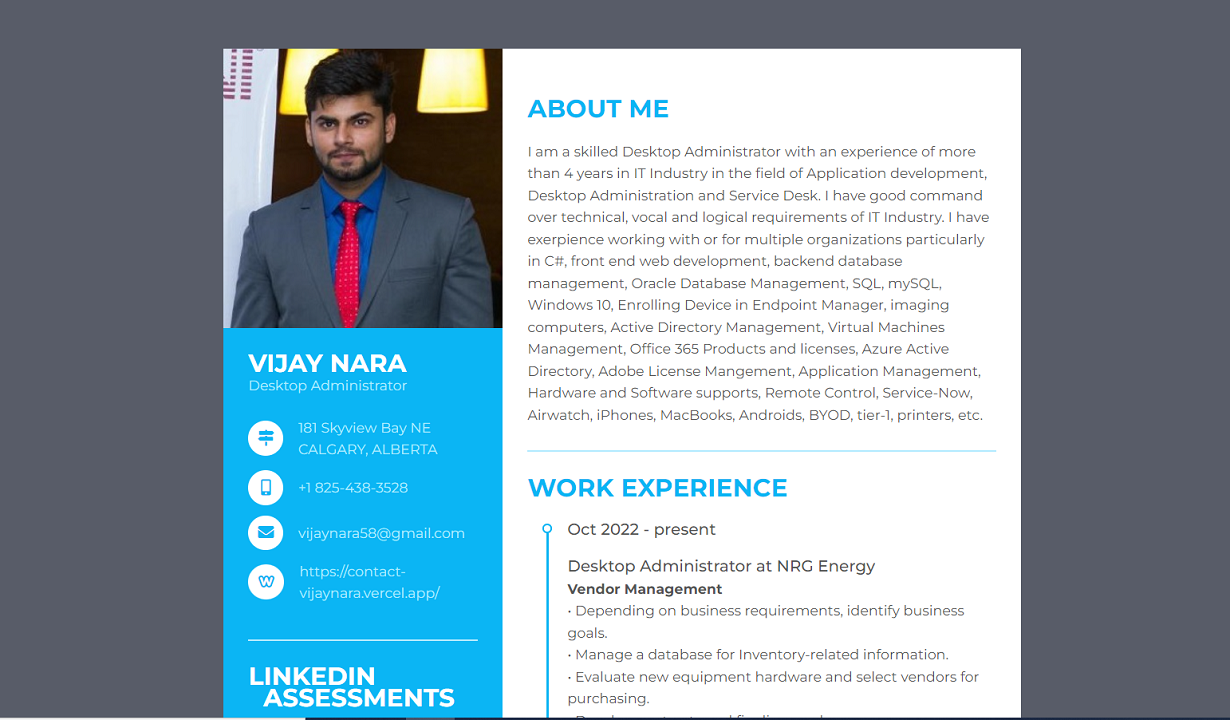 VIJAY NARA
Desktop Administrator
181 Skyview Bay NE
CALGARY, ALBERTA
+1 825-438-3528
vijaynara58@gmail.com
https://contact-
vijaynara.vercel.app/
LINKEDIN
ASSESSMENTS
ABOUT ME
I am a skilled Desktop Administrator with an experience of more
than 4 years in IT Industry in the field of Application development,
Desktop Administration and Service Desk. I have good command
over technical, vocal and logical requirements of IT Industry. I have
exerpience working with or for multiple organizations particularly
in C#, front end web development, backend database
management, Oracle Database Management, SQL, mySQL,
Windows 10, Enrolling Device in Endpoint Manager, imaging
computers, Active Directory Management, Virtual Machines
Management, Office 365 Products and licenses, Azure Active
Directory, Adobe License Mangement, Application Management,
Hardware and Software supports, Remote Control, Service-Now,
Airwatch, iPhones, MacBooks, Androids, BYOD, tier-1, printers, etc.
WORK EXPERIENCE
Oct 2022 - present
Desktop Administrator at NRG Energy
Vendor Management
• Depending on business requirements, identify business
goals.
• Manage a database for Inventory-related information.
• Evaluate new equipment hardware and select vendors for
purchasing.